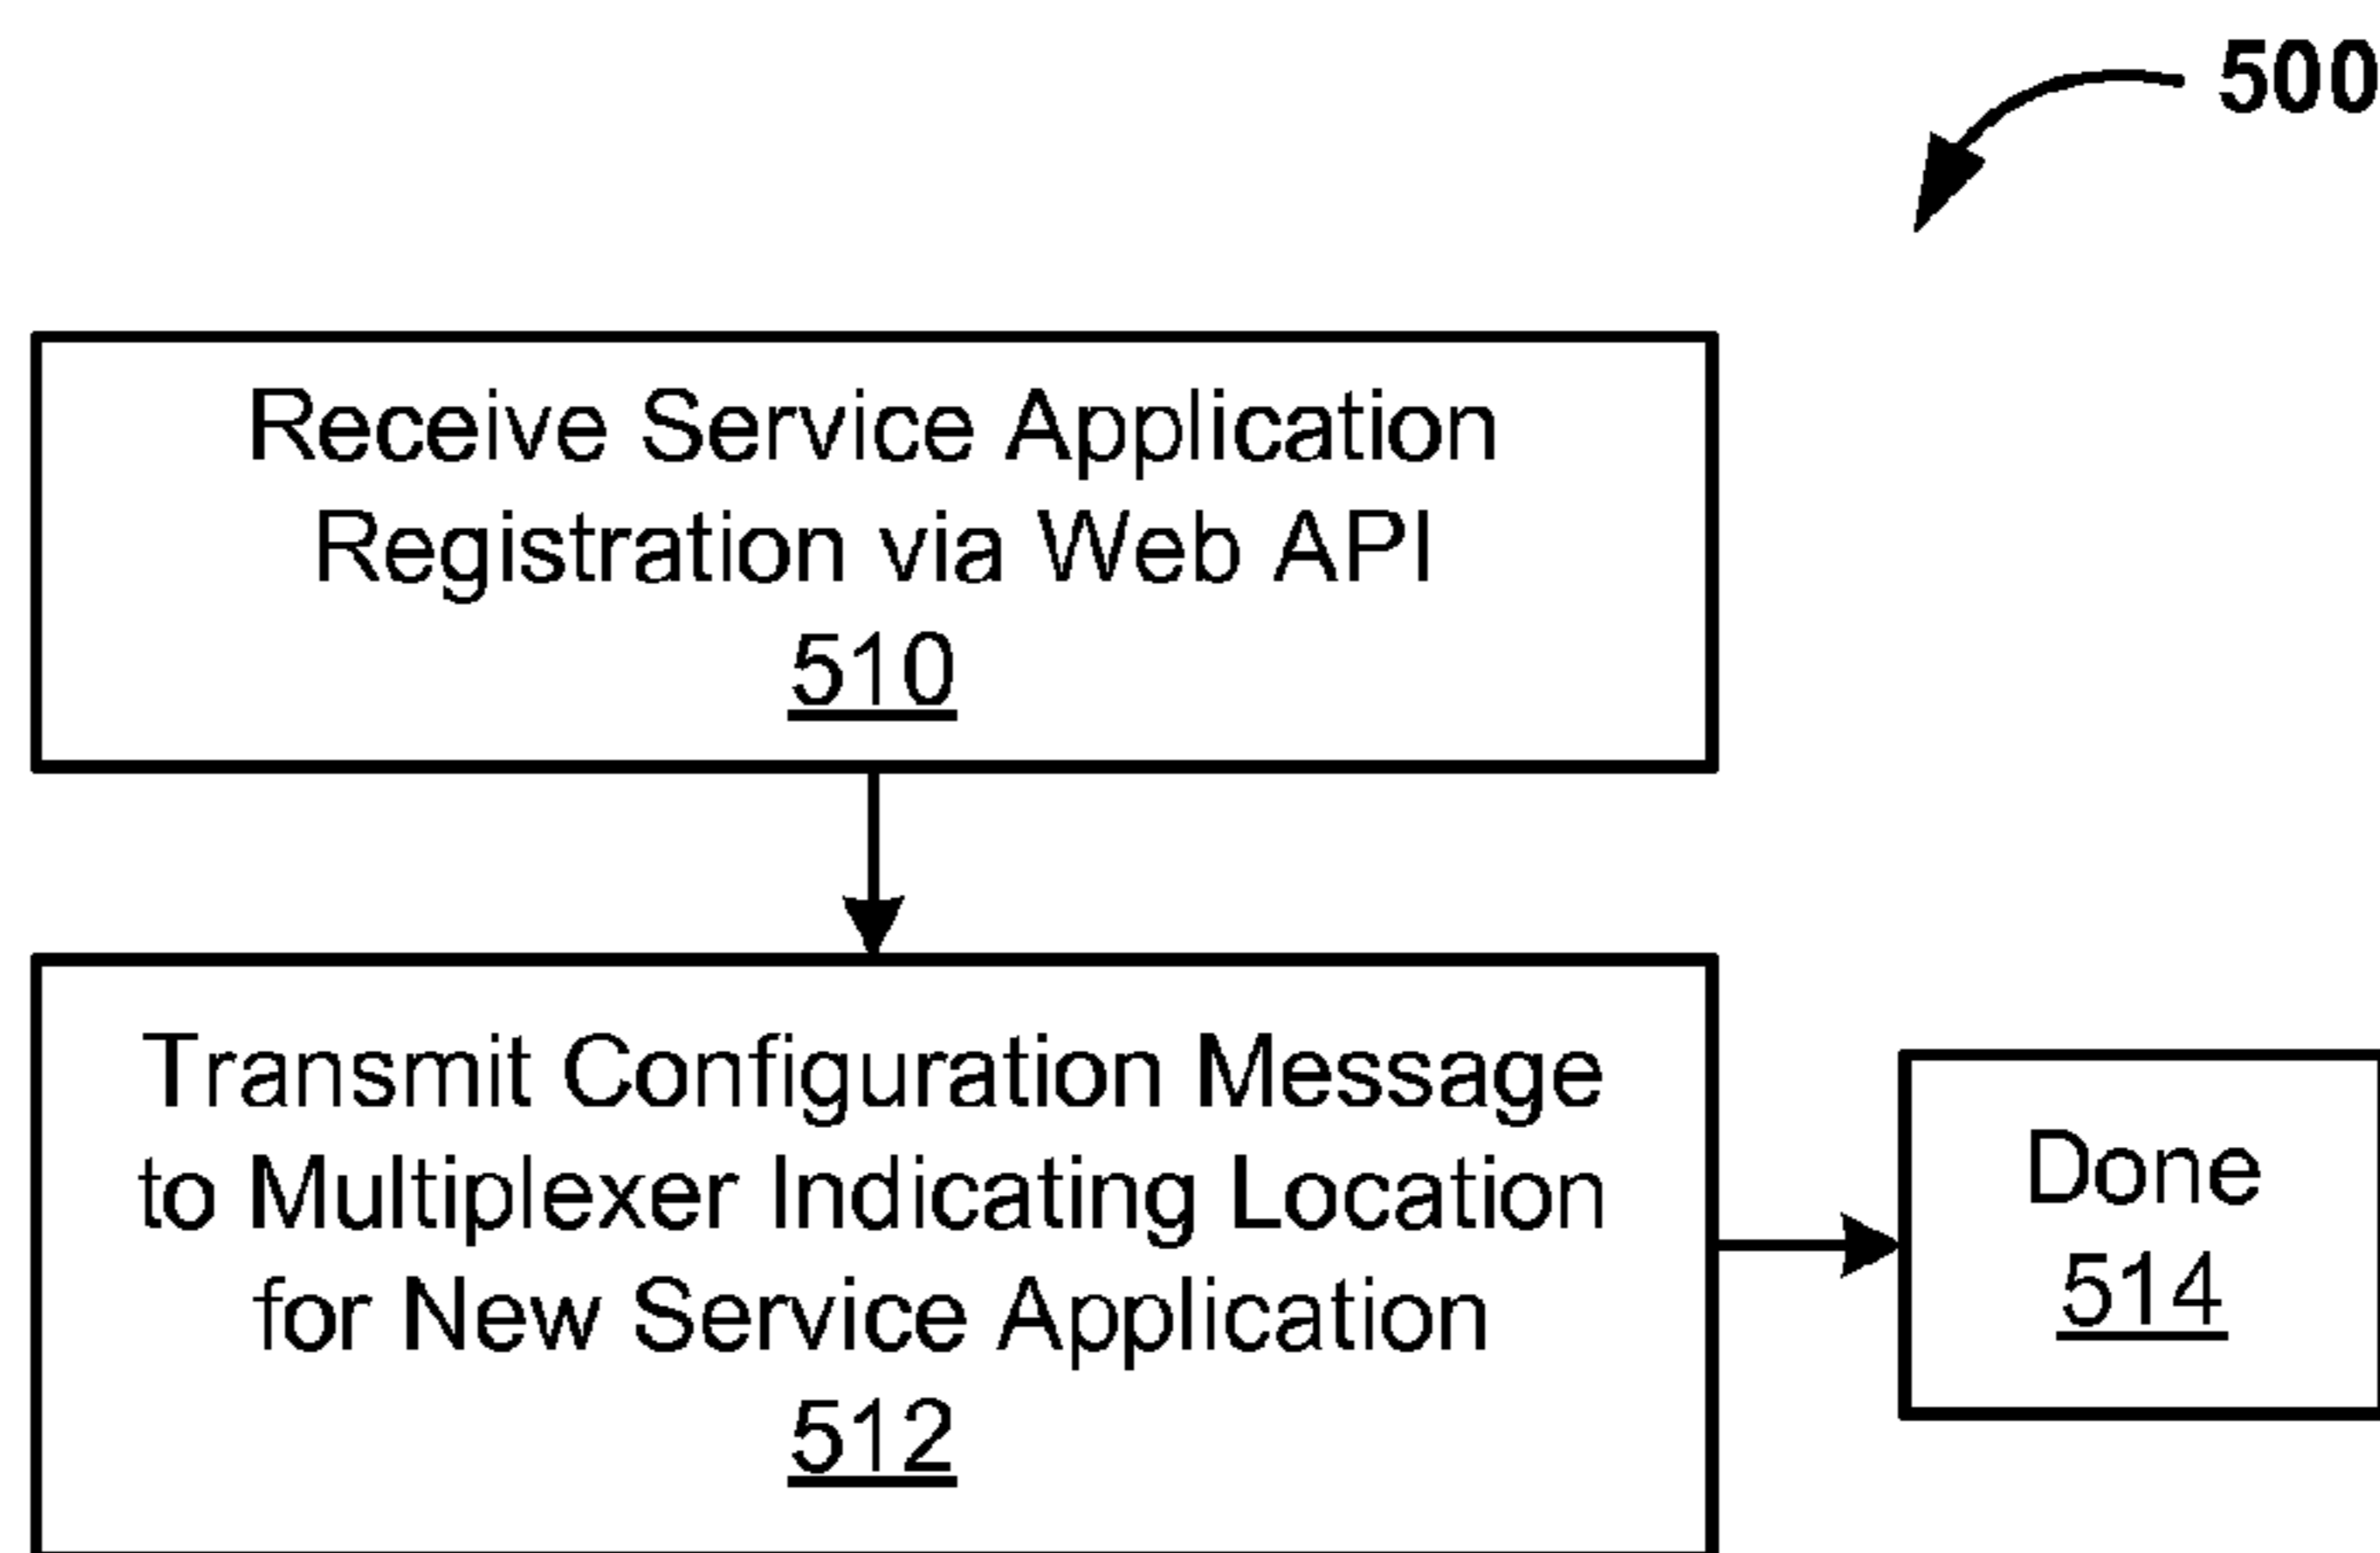 500
Receive Service Application
Registration via Web API
510
Transmit Configuration Message
to Multiplexer Indicating Location
for New Service Application
512
Done
514